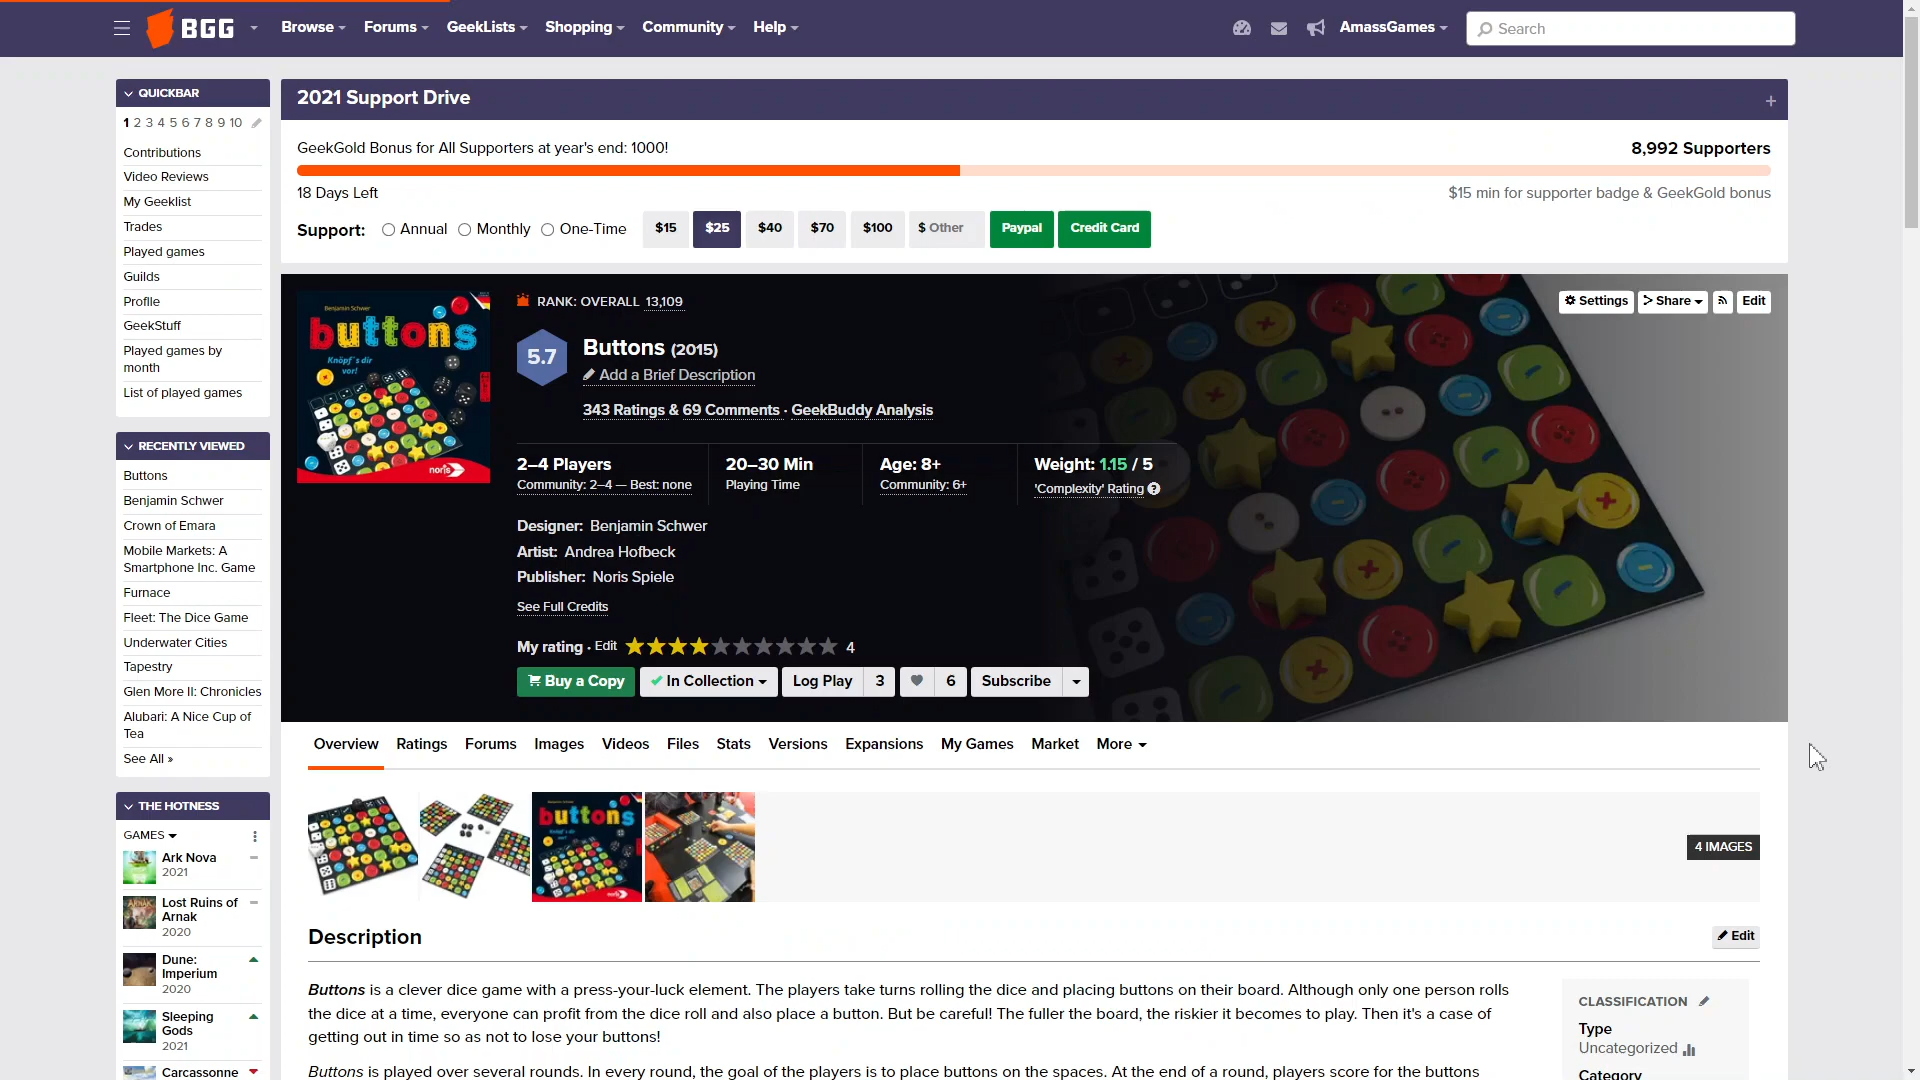 BGG
Browse
Forums
GeekLists
Shopping
Community
Help
AmassGames
Search
QUICKBAR
1 2 3 4 5 6 7 8 9 10
Contributions
Video Reviews
My Geeklist
Trades
Played games
Guilds
Profile
GeekStuff
Played games by
month
List of played games
RECENTLY VIEWED
Buttons
Benjamin Schwer
Crown of Emara
Mobile Markets: A
Smartphone Inc. Game
Furnace
Fleet: The Dice Game
Underwater Cities
Tapestry
Glen More II: Chronicles
Alubari: A Nice Cup of
Tea
See All »
THE HOTNESS
GAMES
Ark Nova
2021
Lost Ruins of
Arnak
2020
Dune:
Imperium
2020
Sleeping
Gods
2021
Carcassonne
2021 Support Drive
+
GeekGold Bonus for All Supporters at year's end: 1000!
8,992 Supporters
18 Days Left
$15 min for supporter badge & GeekGold bonus
Support: Annual Monthly One-Time $15 $25 $40 $70 $100 $ Other Paypal Credit Card
Benjamin Schwer
buttons
Knöpf's dir
vor!
noris
RANK: OVERALL 13,109
Settings Share Edit
5.7
Buttons (2015)
Add a Brief Description
343 Ratings & 69 Comments · GeekBuddy Analysis
2–4 Players
Community: 2–4 — Best: none
20–30 Min
Playing Time
Age: 8+
Community: 6+
Weight: 1.15 / 5
'Complexity' Rating ?
Designer: Benjamin Schwer
Artist: Andrea Hofbeck
Publisher: Noris Spiele
See Full Credits
My rating · Edit 4
Buy a Copy In Collection Log Play 3 6 Subscribe
Overview Ratings Forums Images Videos Files Stats Versions Expansions My Games Market More
buttons
noris
4 IMAGES
Description
Edit
Buttons is a clever dice game with a press-your-luck element. The players take turns rolling the dice and placing buttons on their board. Although only one person rolls
the dice at a time, everyone can profit from the dice roll and also place a button. But be careful! The fuller the board, the riskier it becomes to play. Then it's a case of
getting out in time so as not to lose your buttons!
Buttons is played over several rounds. In every round, the goal of the players is to place buttons on the spaces. At the end of a round, players score for the buttons
CLASSIFICATION
Type
Uncategorized
Category